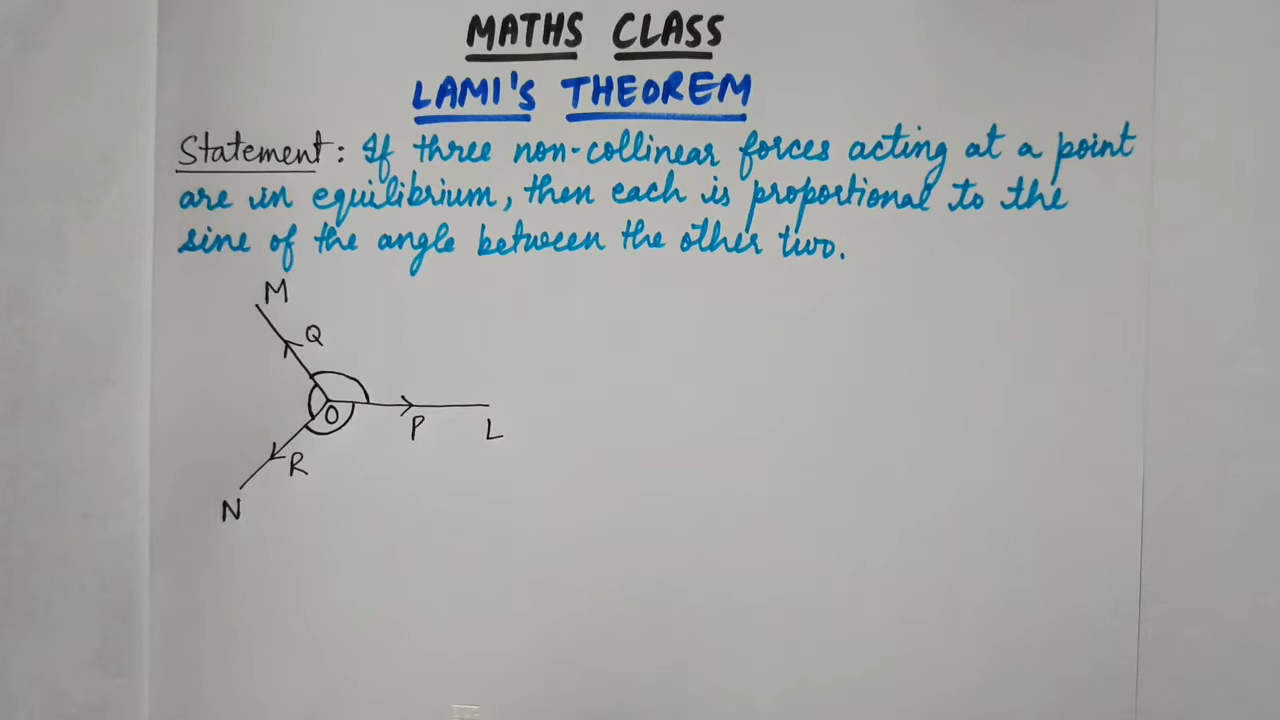 MATHS CLASS
LAMI's THEOREM
Statement: If three non-collinear forces acting at a point
are in equilibrium, then each is proportional to the
sine of the angle between the other two.
M
Q
O
P
L
R
N